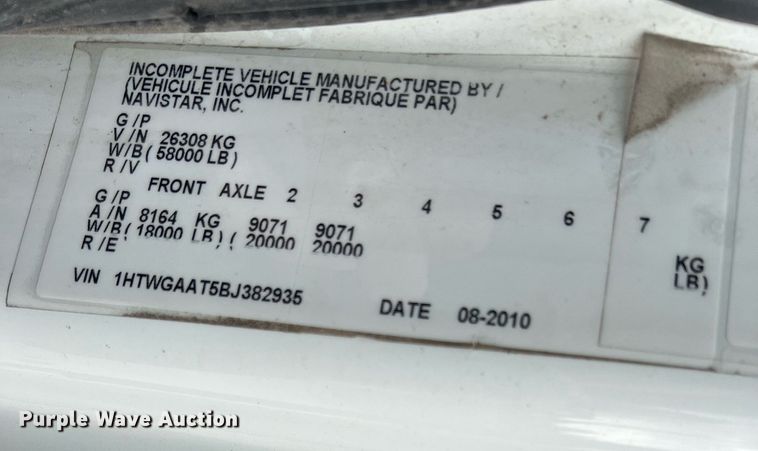 INCOMPLETE VEHICLE MANUFACTURED BY /
(VEHICULE INCOMPLET FABRIQUE PAR)
NAVISTAR, INC.
G / P
V / N 26308 KG
W/B ( 58000 LB)
R / V
FRONT AXLE 2 3 4 5 6 7
G / P
A / N 8164 KG 9071 9071 KG
W/B ( 18000 LB) ( 20000 20000 LB)
R / E
VIN 1HTWGAAT5BJ382935 DATE 08-2010
Purple Wave Auction